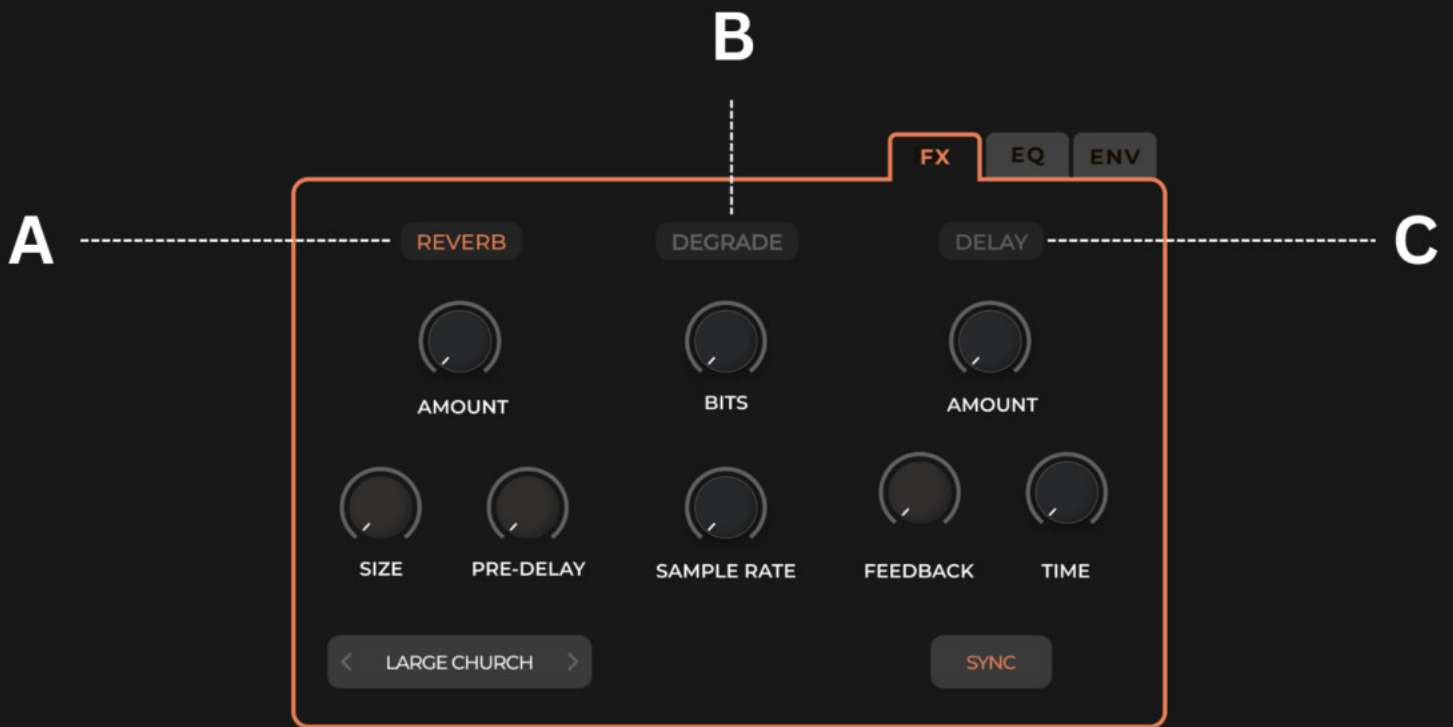 B
FX EQ ENV
A REVERB DEGRADE DELAY C
AMOUNT BITS AMOUNT
SIZE PRE-DELAY SAMPLE RATE FEEDBACK TIME
LARGE CHURCH SYNC